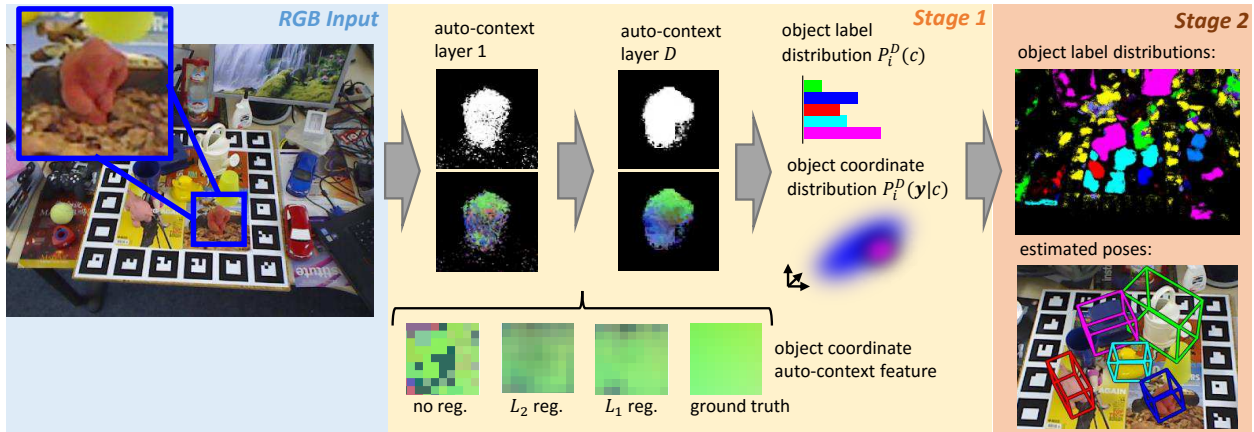 RGB Input
Stage 1
Stage 2
auto-context
layer 1
auto-context
layer D
object label
distribution P_i^D(c)
object coordinate
distribution P_i^D(y|c)
no reg.
L_2 reg.
L_1 reg.
ground truth
object coordinate
auto-context feature
object label distributions:
estimated poses: